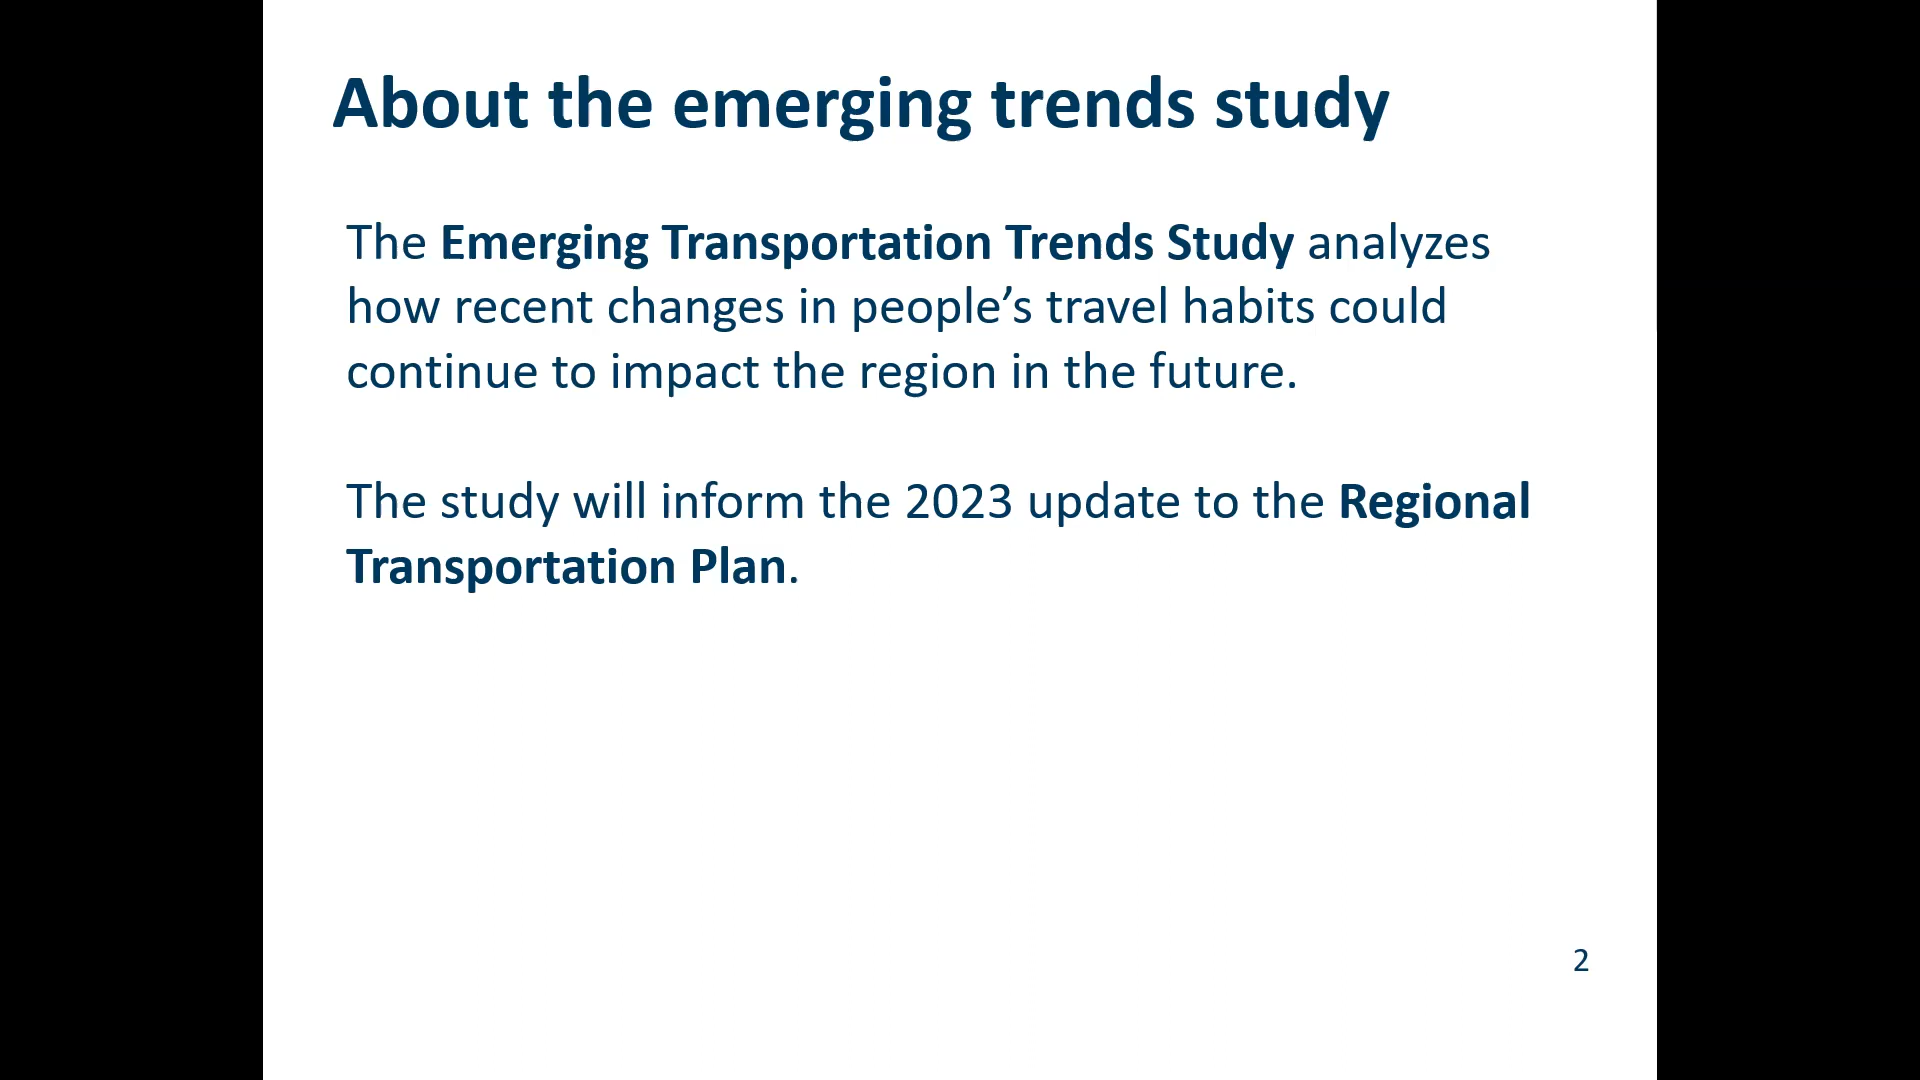 About the emerging trends study
The Emerging Transportation Trends Study analyzes
how recent changes in people’s travel habits could
continue to impact the region in the future.
The study will inform the 2023 update to the Regional
Transportation Plan.
2